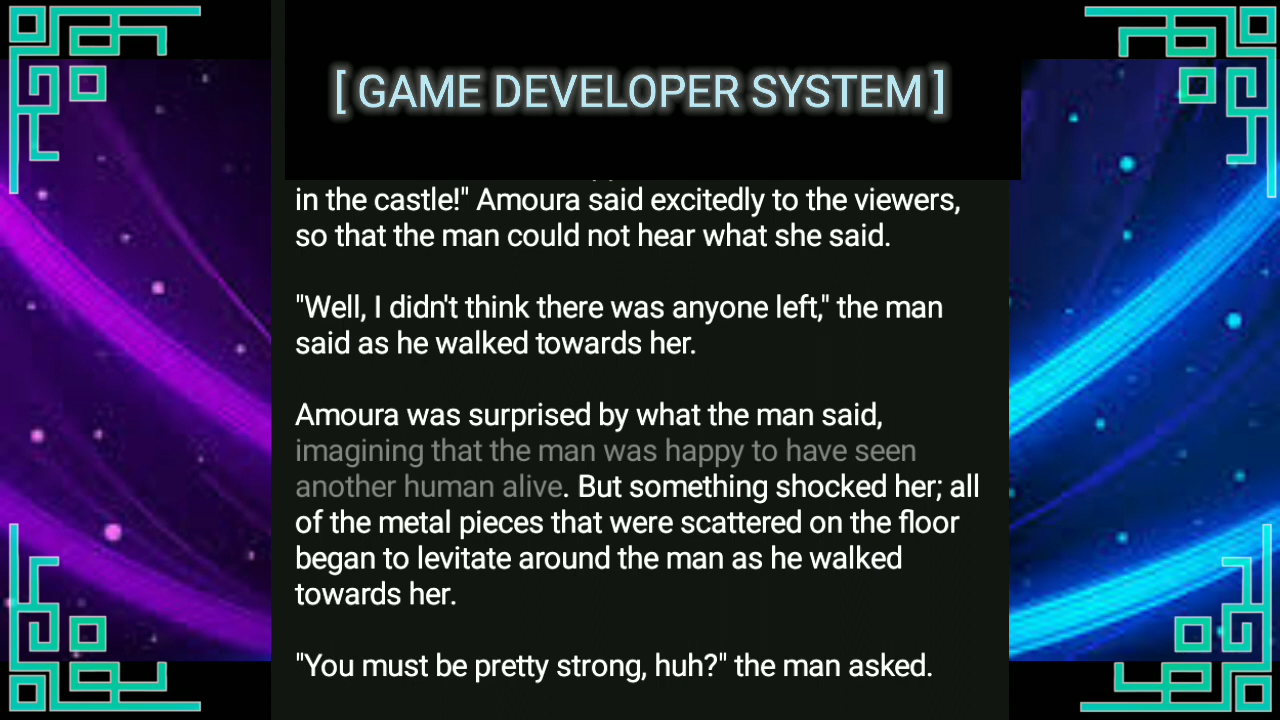 [ GAME DEVELOPER SYSTEM ]
in the castle!" Amoura said excitedly to the viewers,
so that the man could not hear what she said.
"Well, I didn't think there was anyone left," the man
said as he walked towards her.
Amoura was surprised by what the man said,
imagining that the man was happy to have seen
another human alive. But something shocked her; all
of the metal pieces that were scattered on the floor
began to levitate around the man as he walked
towards her.
"You must be pretty strong, huh?" the man asked.